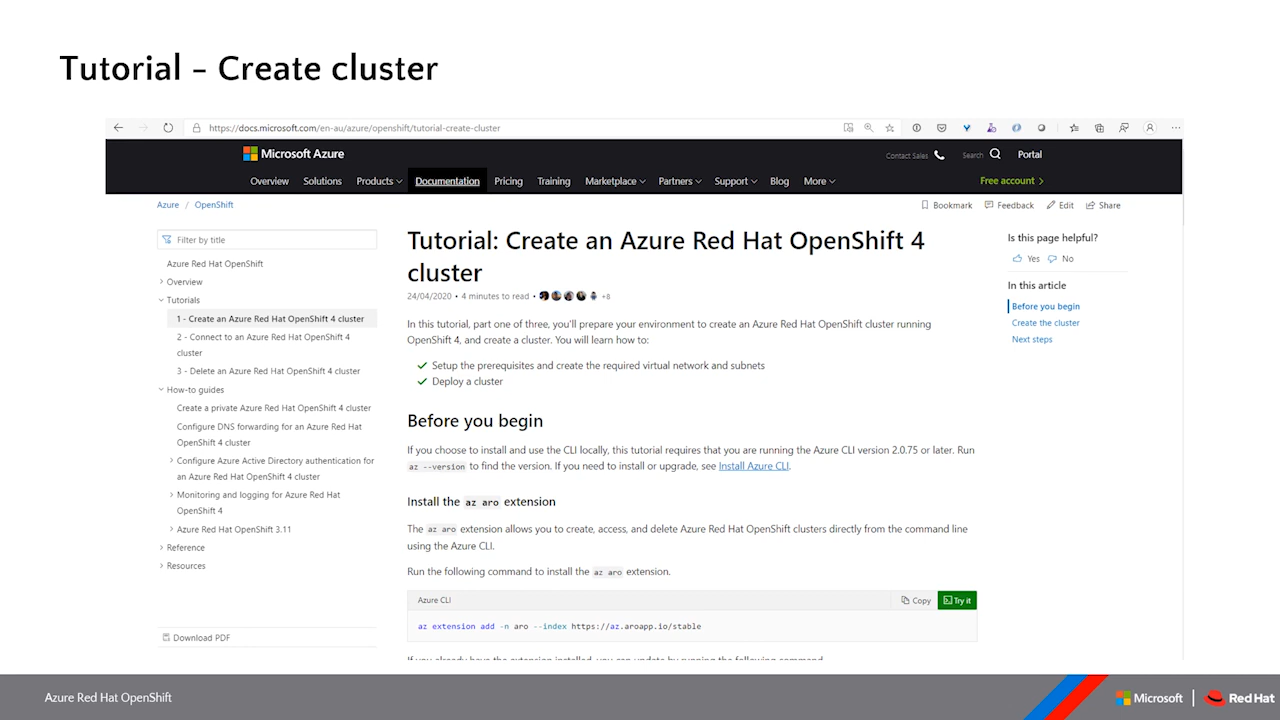 Tutorial – Create cluster
https://docs.microsoft.com/en-au/azure/openshift/tutorial-create-cluster
Microsoft Azure
Contact Sales
Search
Portal
Overview Solutions Products Documentation Pricing Training Marketplace Partners Support Blog More
Free account
Azure / OpenShift
Bookmark Feedback Edit Share
Filter by title
Azure Red Hat OpenShift
Overview
Tutorials
1 - Create an Azure Red Hat OpenShift 4 cluster
2 - Connect to an Azure Red Hat OpenShift 4
cluster
3 - Delete an Azure Red Hat OpenShift 4 cluster
How-to guides
Create a private Azure Red Hat OpenShift 4 cluster
Configure DNS forwarding for an Azure Red Hat
OpenShift 4 cluster
Configure Azure Active Directory authentication for
an Azure Red Hat OpenShift 4 cluster
Monitoring and logging for Azure Red Hat
OpenShift 4
Azure Red Hat OpenShift 3.11
Reference
Resources
Download PDF
Tutorial: Create an Azure Red Hat OpenShift 4
cluster
24/04/2020 • 4 minutes to read • +8
In this tutorial, part one of three, you'll prepare your environment to create an Azure Red Hat OpenShift cluster running
OpenShift 4, and create a cluster. You will learn how to:
Setup the prerequisites and create the required virtual network and subnets
Deploy a cluster
Before you begin
If you choose to install and use the CLI locally, this tutorial requires that you are running the Azure CLI version 2.0.75 or later. Run
az --version to find the version. If you need to install or upgrade, see Install Azure CLI.
Install the az aro extension
The az aro extension allows you to create, access, and delete Azure Red Hat OpenShift clusters directly from the command line
using the Azure CLI.
Run the following command to install the az aro extension.
Azure CLI
Copy
Try it
az extension add -n aro --index https://az.aroapp.io/stable
If you already have the extension installed, you can update by running the following command
Is this page helpful?
Yes No
In this article
Before you begin
Create the cluster
Next steps
Azure Red Hat OpenShift
Microsoft | Red Hat